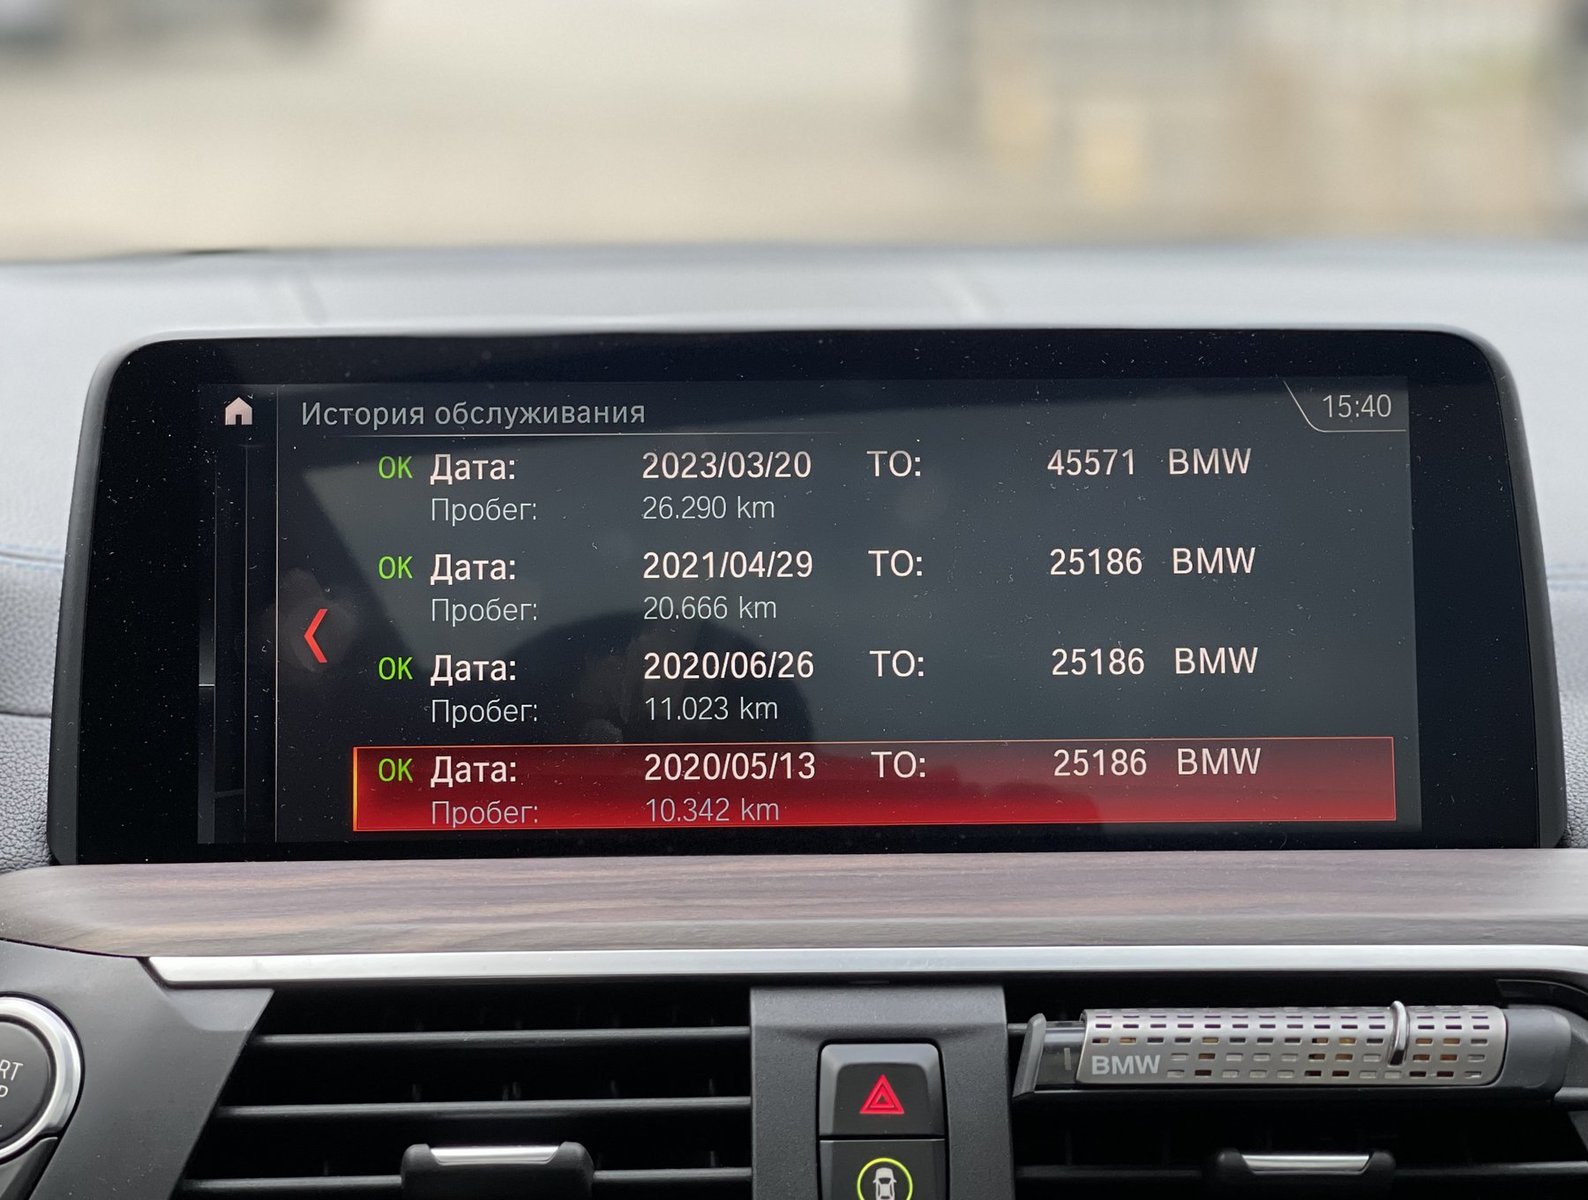 История обслуживания
15:40
OK Дата: 2023/03/20 ТО: 45571 BMW
Пробег: 26.290 km
OK Дата: 2021/04/29 ТО: 25186 BMW
Пробег: 20.666 km
OK Дата: 2020/06/26 ТО: 25186 BMW
Пробег: 11.023 km
OK Дата: 2020/05/13 ТО: 25186 BMW
Пробег: 10.342 km
BMW